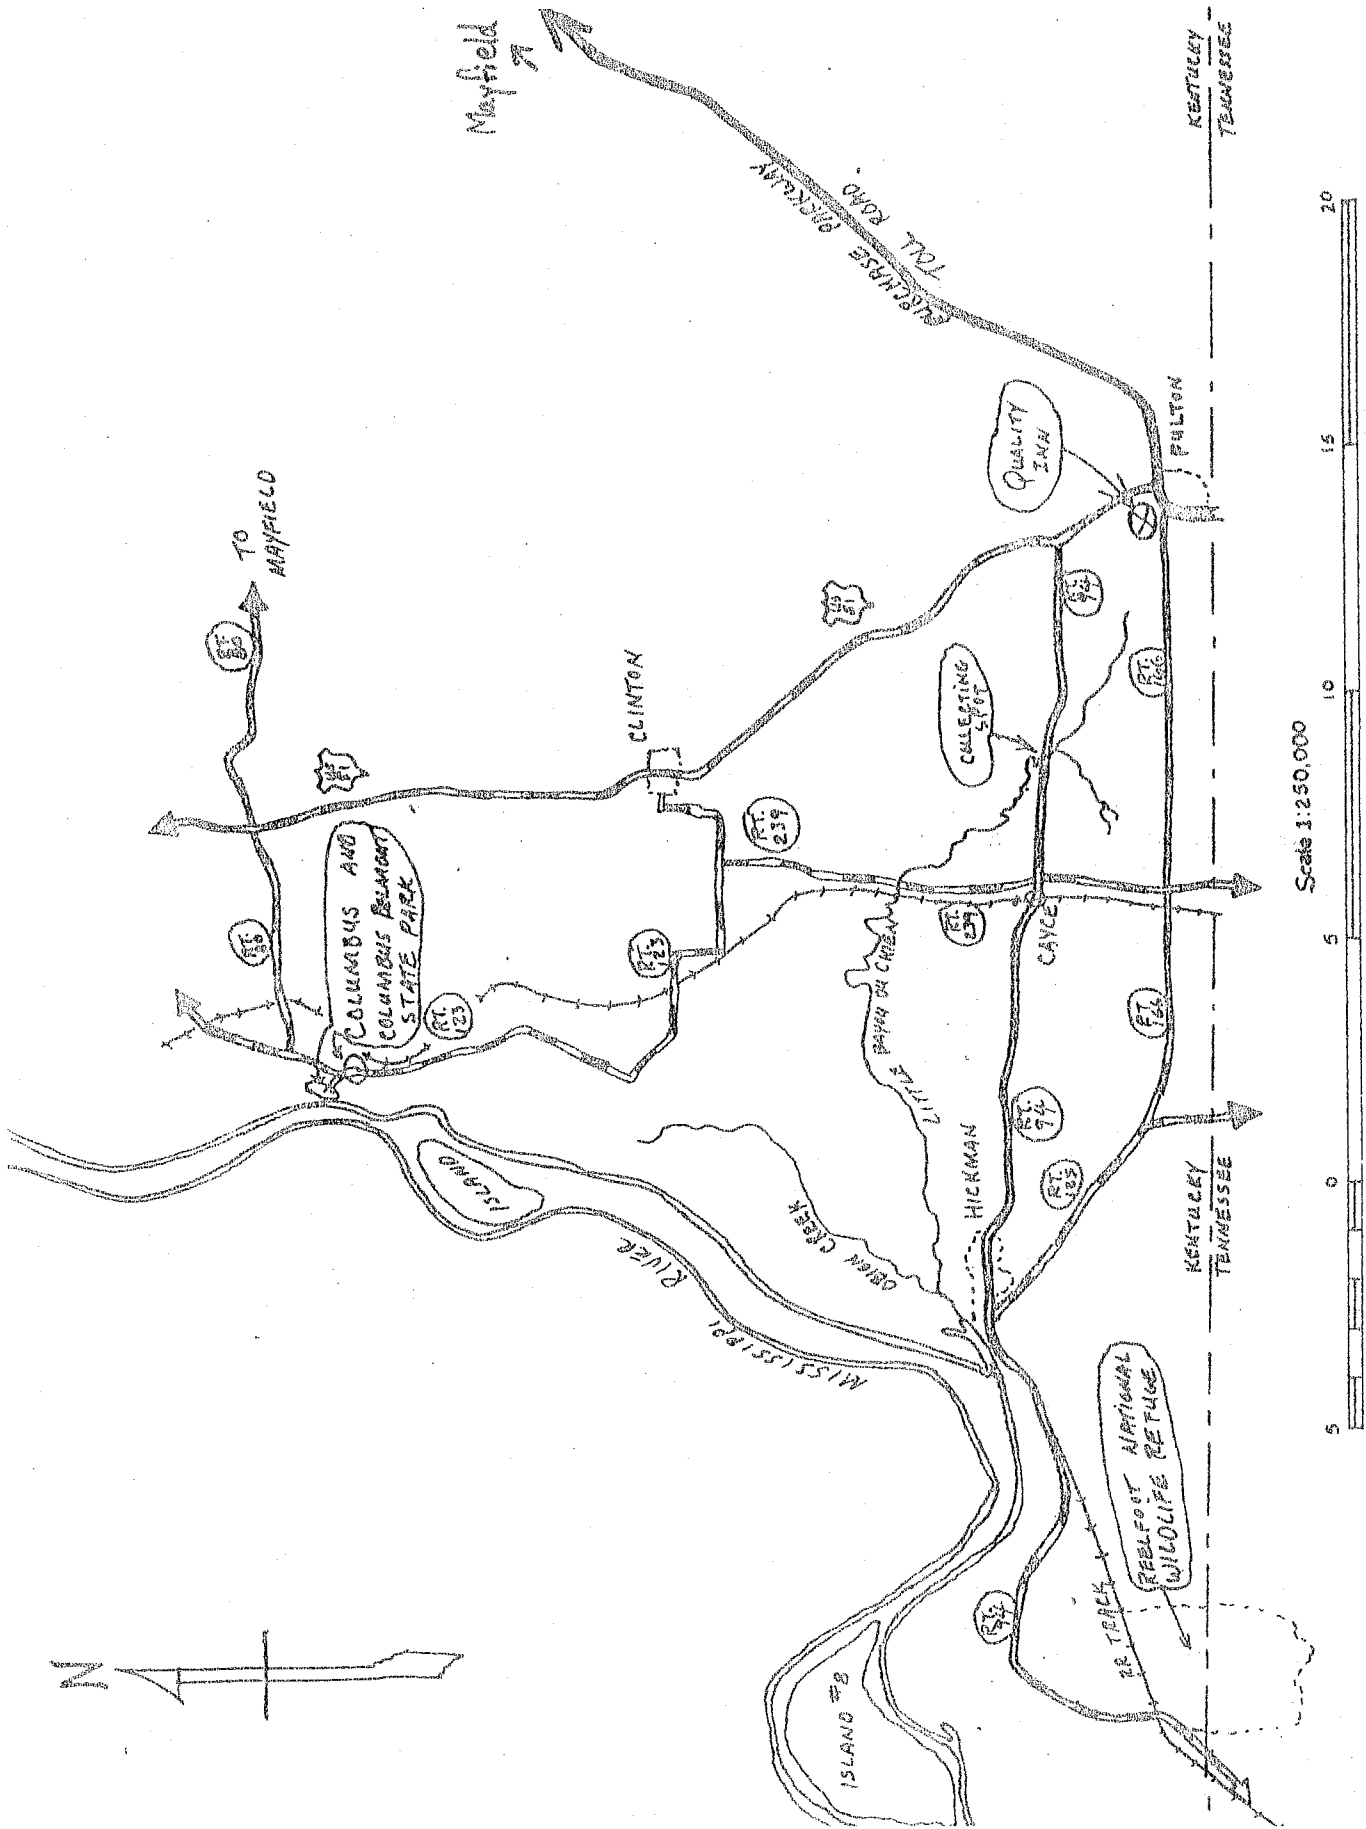 N
Mayfield
KENTUCKY
TENNESSEE
PURCHASE PARKWAY
TOLL ROAD
TO
MAYFIELD
US
51
COLUMBUS AND
COLUMBUS BELMONT
STATE PARK
RT.
123
CLINTON
US
51
RT.
123
RT.
239
QUALITY
INN
FULTON
COLLECTING
SPOT
RT.
94
RT.
166
RT.
239
CAYCE
LITTLE BAYOU DU CHIEN
ISLAND
MISSISSIPPI
RIVER
OBION CREEK
HICKMAN
RT.
94
RT.
125
RT.
166
ISLAND #8
RT.
94
RR TRACK
REELFOOT NATIONAL
WILDLIFE REFUGE
KENTUCKY
TENNESSEE
5 0 5 10 15 20
Scale 1:250,000